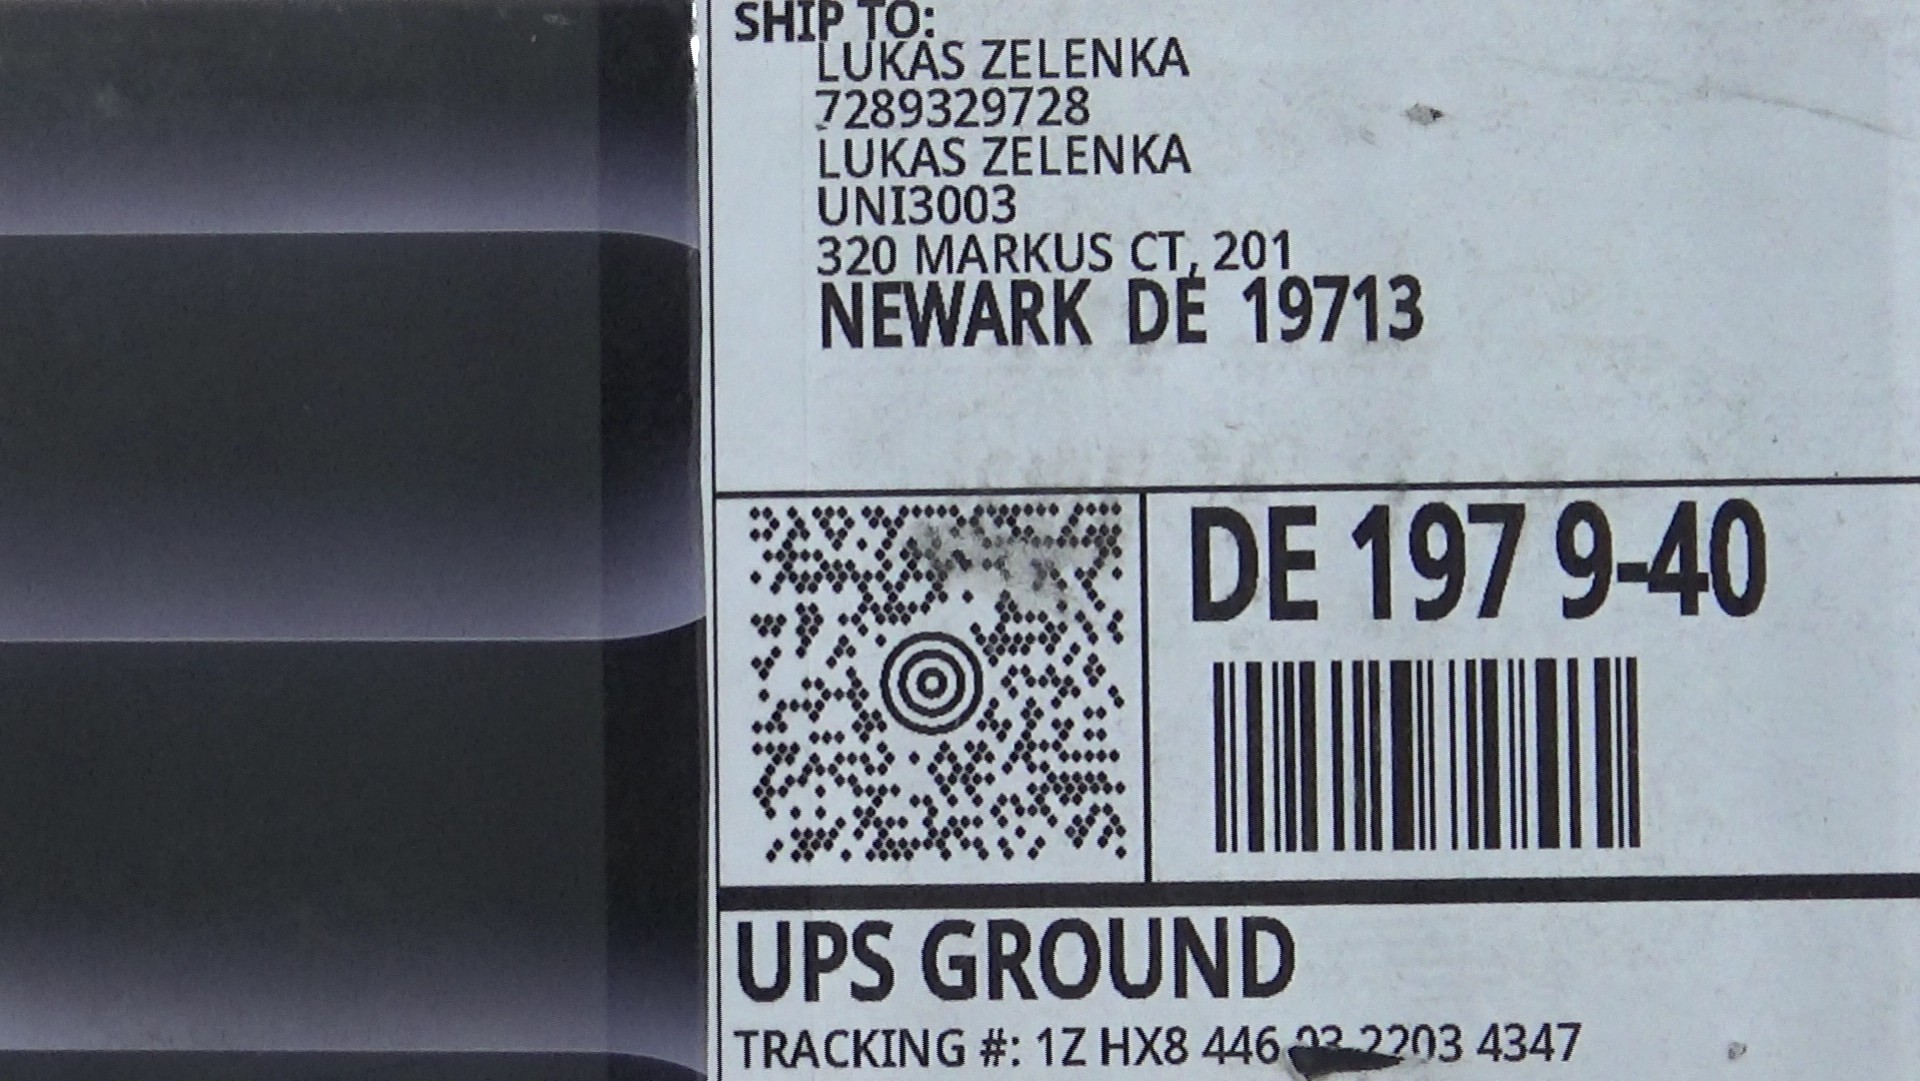 SHIP TO:
LUKAS ZELENKA
7289329728
LUKAS ZELENKA
UNI3003
320 MARKUS CT, 201
NEWARK DE 19713
DE 197 9-40
UPS GROUND
TRACKING #: 1Z HX8 446 03 2203 4347